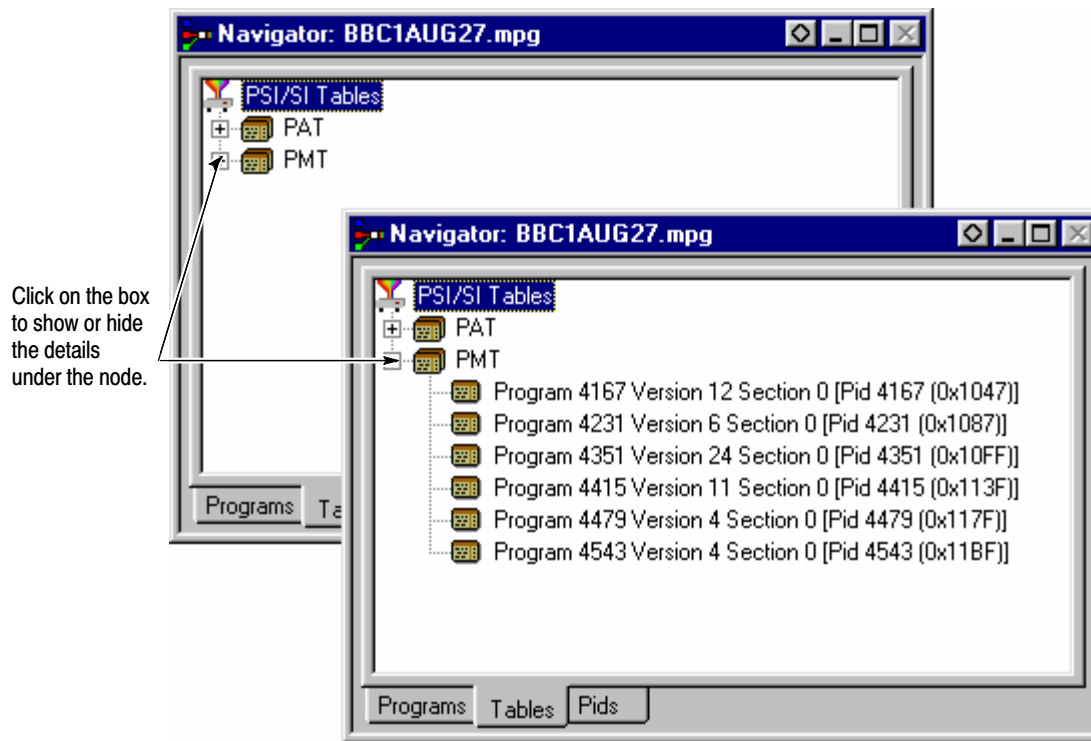 Navigator: BBC1AUG27.mpg
PSI/SI Tables
PAT
PMT
Programs Ta
Click on the box
to show or hide
the details
under the node.
Navigator: BBC1AUG27.mpg
PSI/SI Tables
PAT
PMT
Program 4167 Version 12 Section 0 [Pid 4167 (0x1047)]
Program 4231 Version 6 Section 0 [Pid 4231 (0x1087)]
Program 4351 Version 24 Section 0 [Pid 4351 (0x10FF)]
Program 4415 Version 11 Section 0 [Pid 4415 (0x113F)]
Program 4479 Version 4 Section 0 [Pid 4479 (0x117F)]
Program 4543 Version 4 Section 0 [Pid 4543 (0x11BF)]
Programs Tables Pids